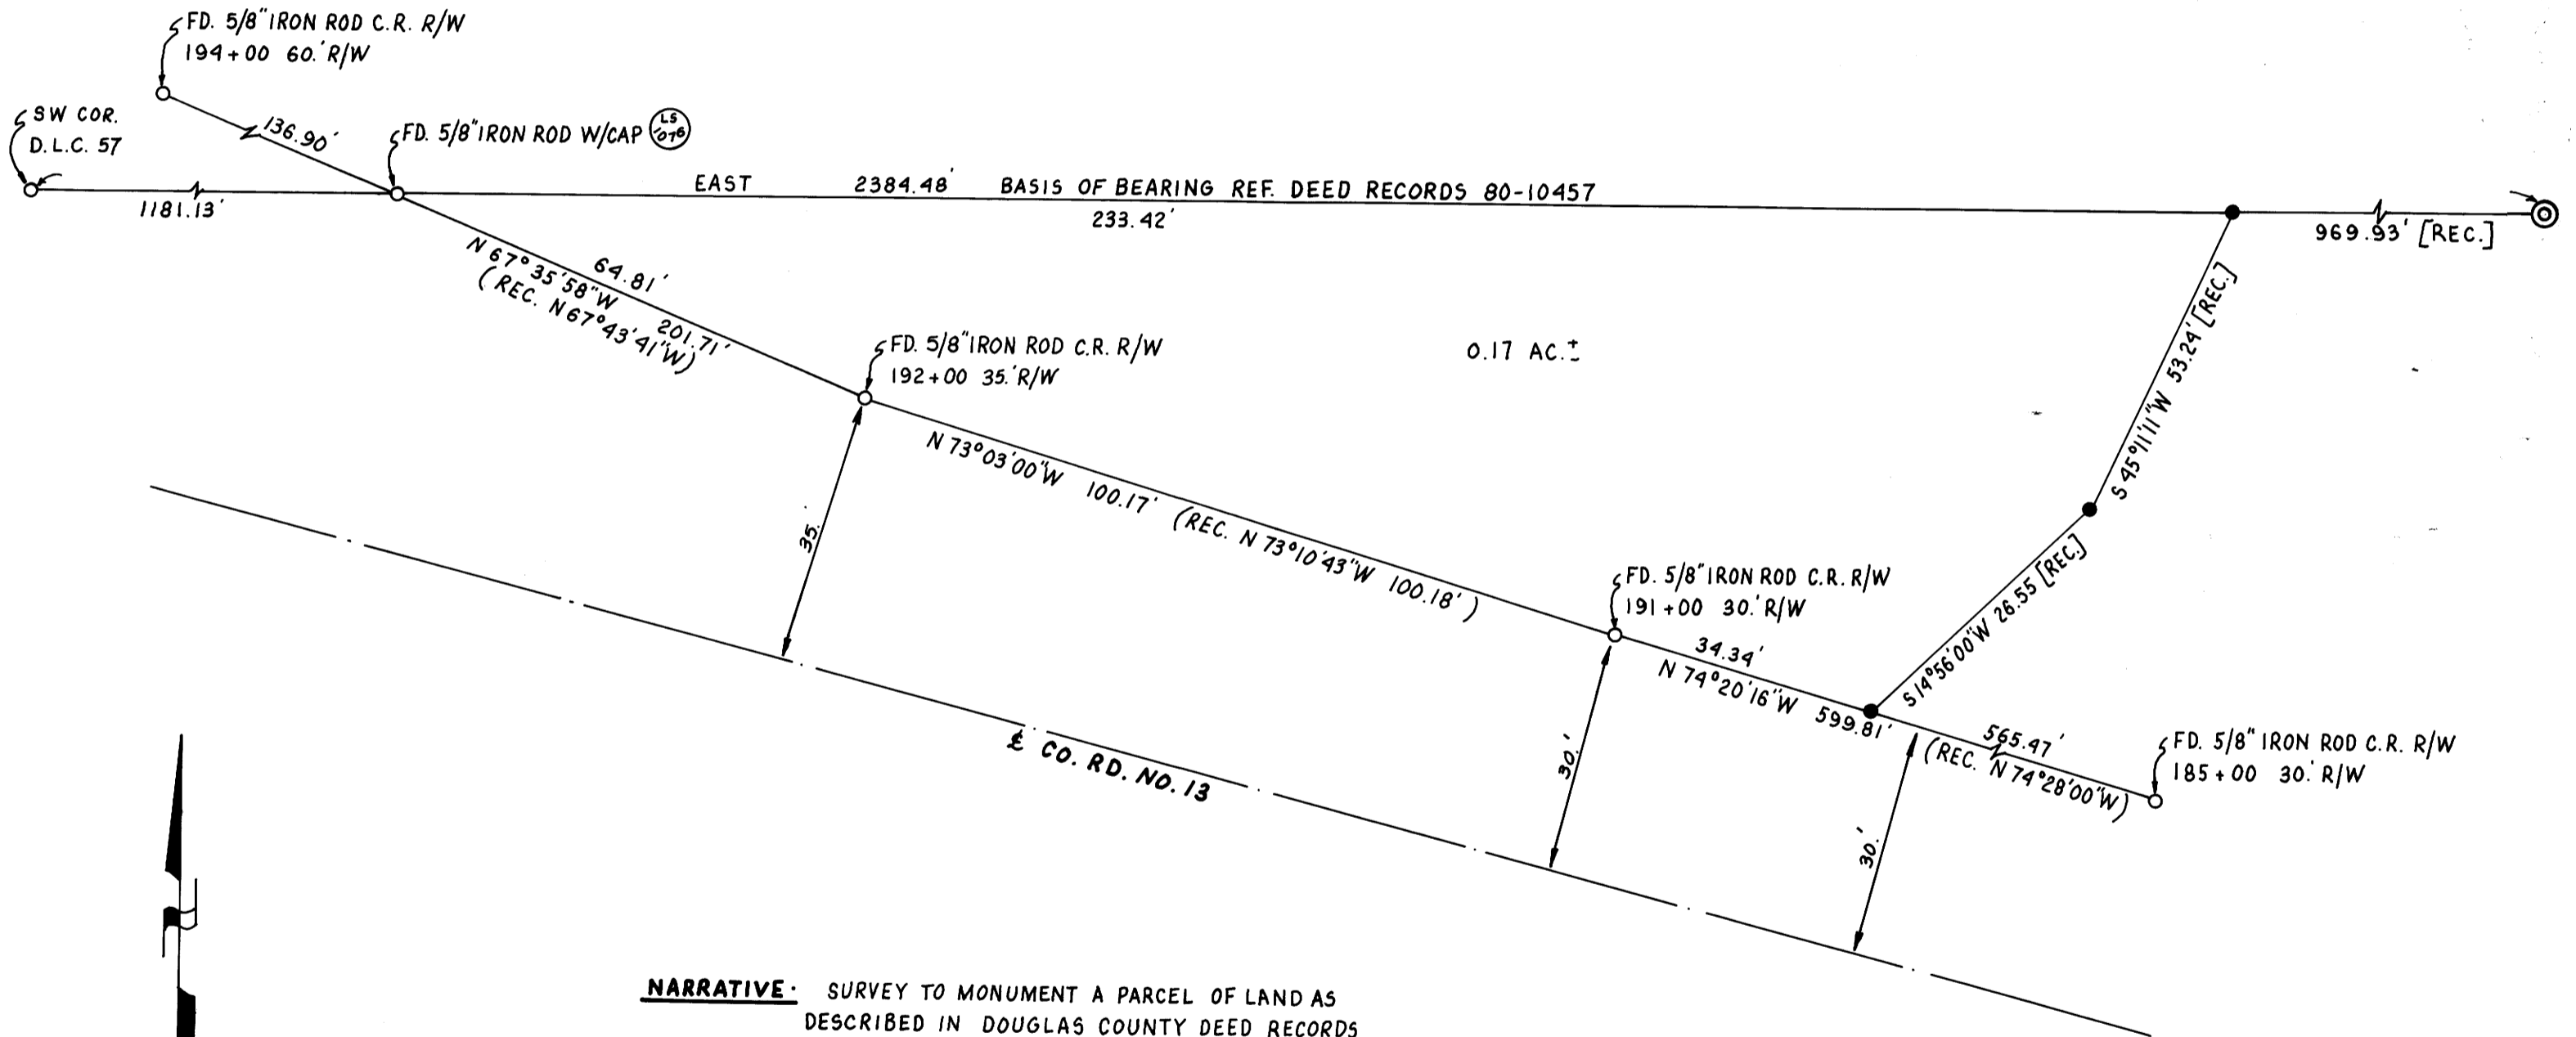 FD. 5/8" IRON ROD C.R. R/W
194+00 60.' R/W
SW COR.
D.L.C. 57
136.90'
FD. 5/8" IRON ROD W/CAP
LS
1181.13'
EAST 2384.48' BASIS OF BEARING REF. DEED RECORDS 80-10457
233.42'
969.93' [REC.]
64.81'
N 67°35'58"W 201.71'
(REC. N 67°43'41"W)
FD. 5/8" IRON ROD C.R. R/W
192+00 35.' R/W
0.17 AC.±
S 45°11'11"W 53.24' [REC.]
N 73°03'00"W 100.17' (REC. N 73°10'43"W 100.18')
35.'
S 14°56'00"W 26.55 [REC.]
FD. 5/8" IRON ROD C.R. R/W
191+00 30.' R/W
34.34'
N 74°20'16"W 599.81'
565.47'
(REC. N 74°28'00"W)
FD. 5/8" IRON ROD C.R. R/W
185+00 30.' R/W
30.'
30.'
℄ CO. RD. NO. 13
NARRATIVE: SURVEY TO MONUMENT A PARCEL OF LAND AS
DESCRIBED IN DOUGLAS COUNTY DEED RECORDS